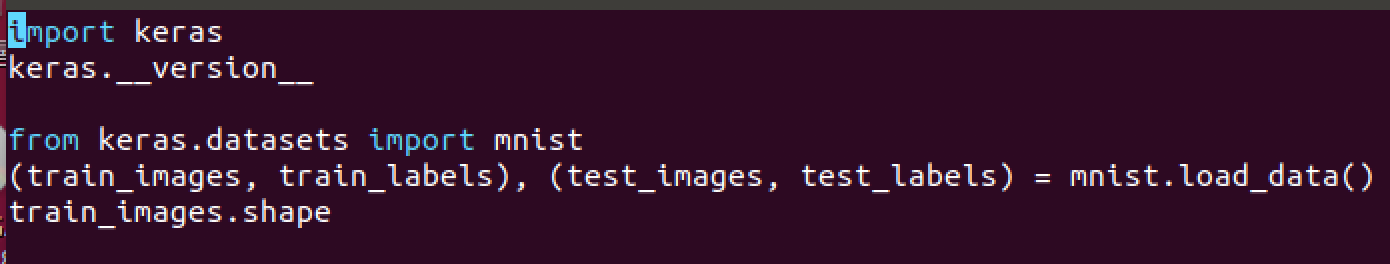 import keras
keras.__version__
from keras.datasets import mnist
(train_images, train_labels), (test_images, test_labels) = mnist.load_data()
train_images.shape